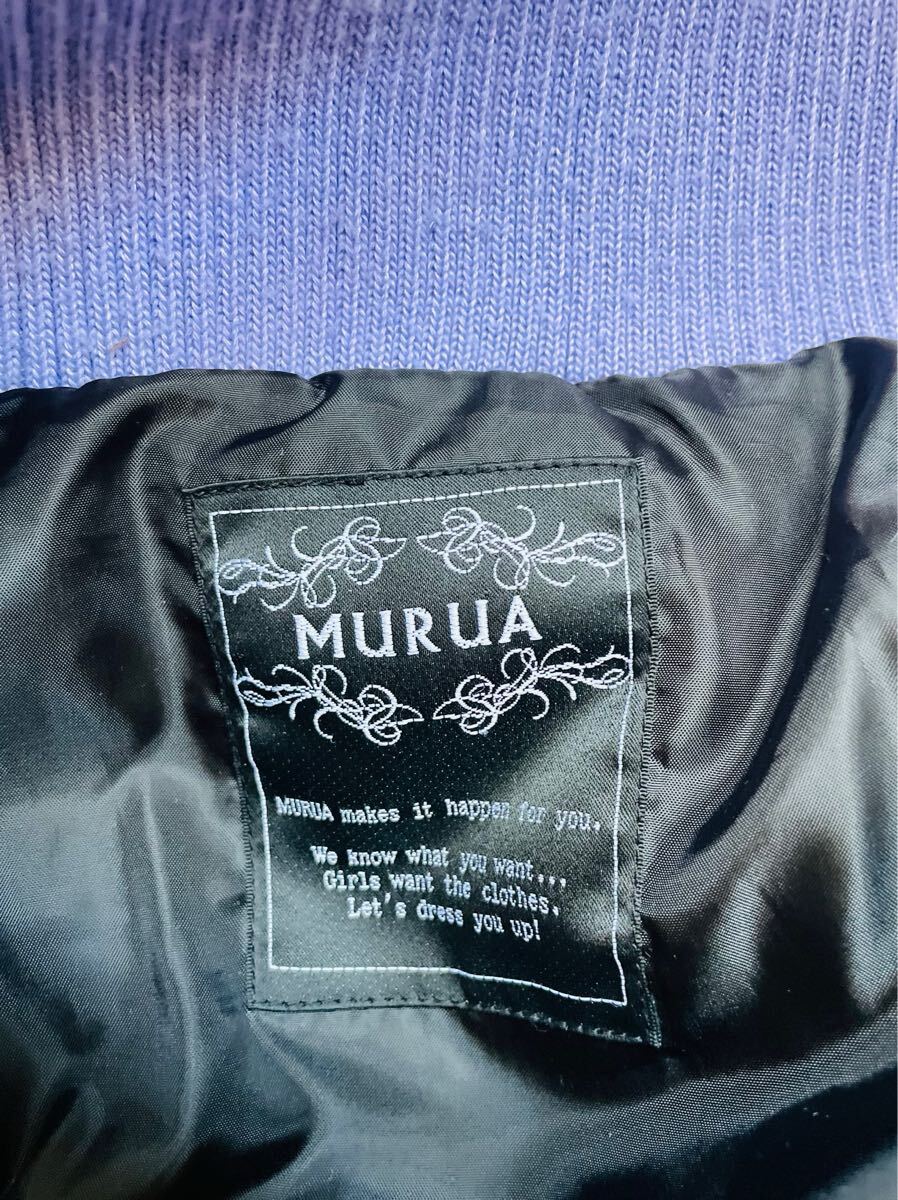 MURUA
MURUA makes it happen for you.
We know what you want...
Girls want the clothes.
Let's dress you up!